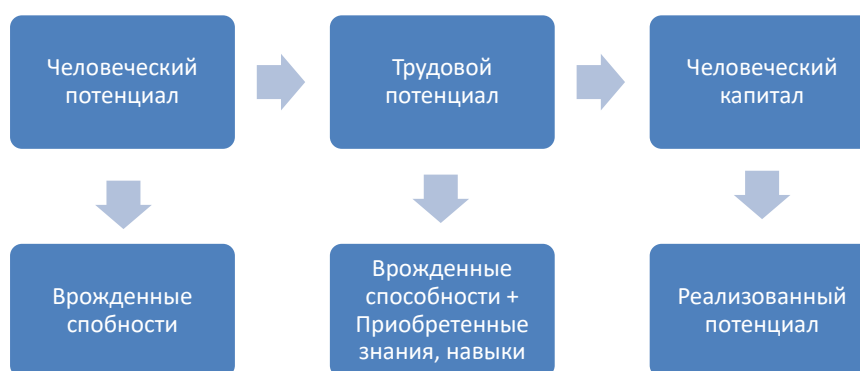 Человеческий
потенциал
Трудовой
потенциал
Человеческий
капитал
Врожденные
спобности
Врожденные
способности +
Приобретенные
знания, навыки
Реализованный
потенциал